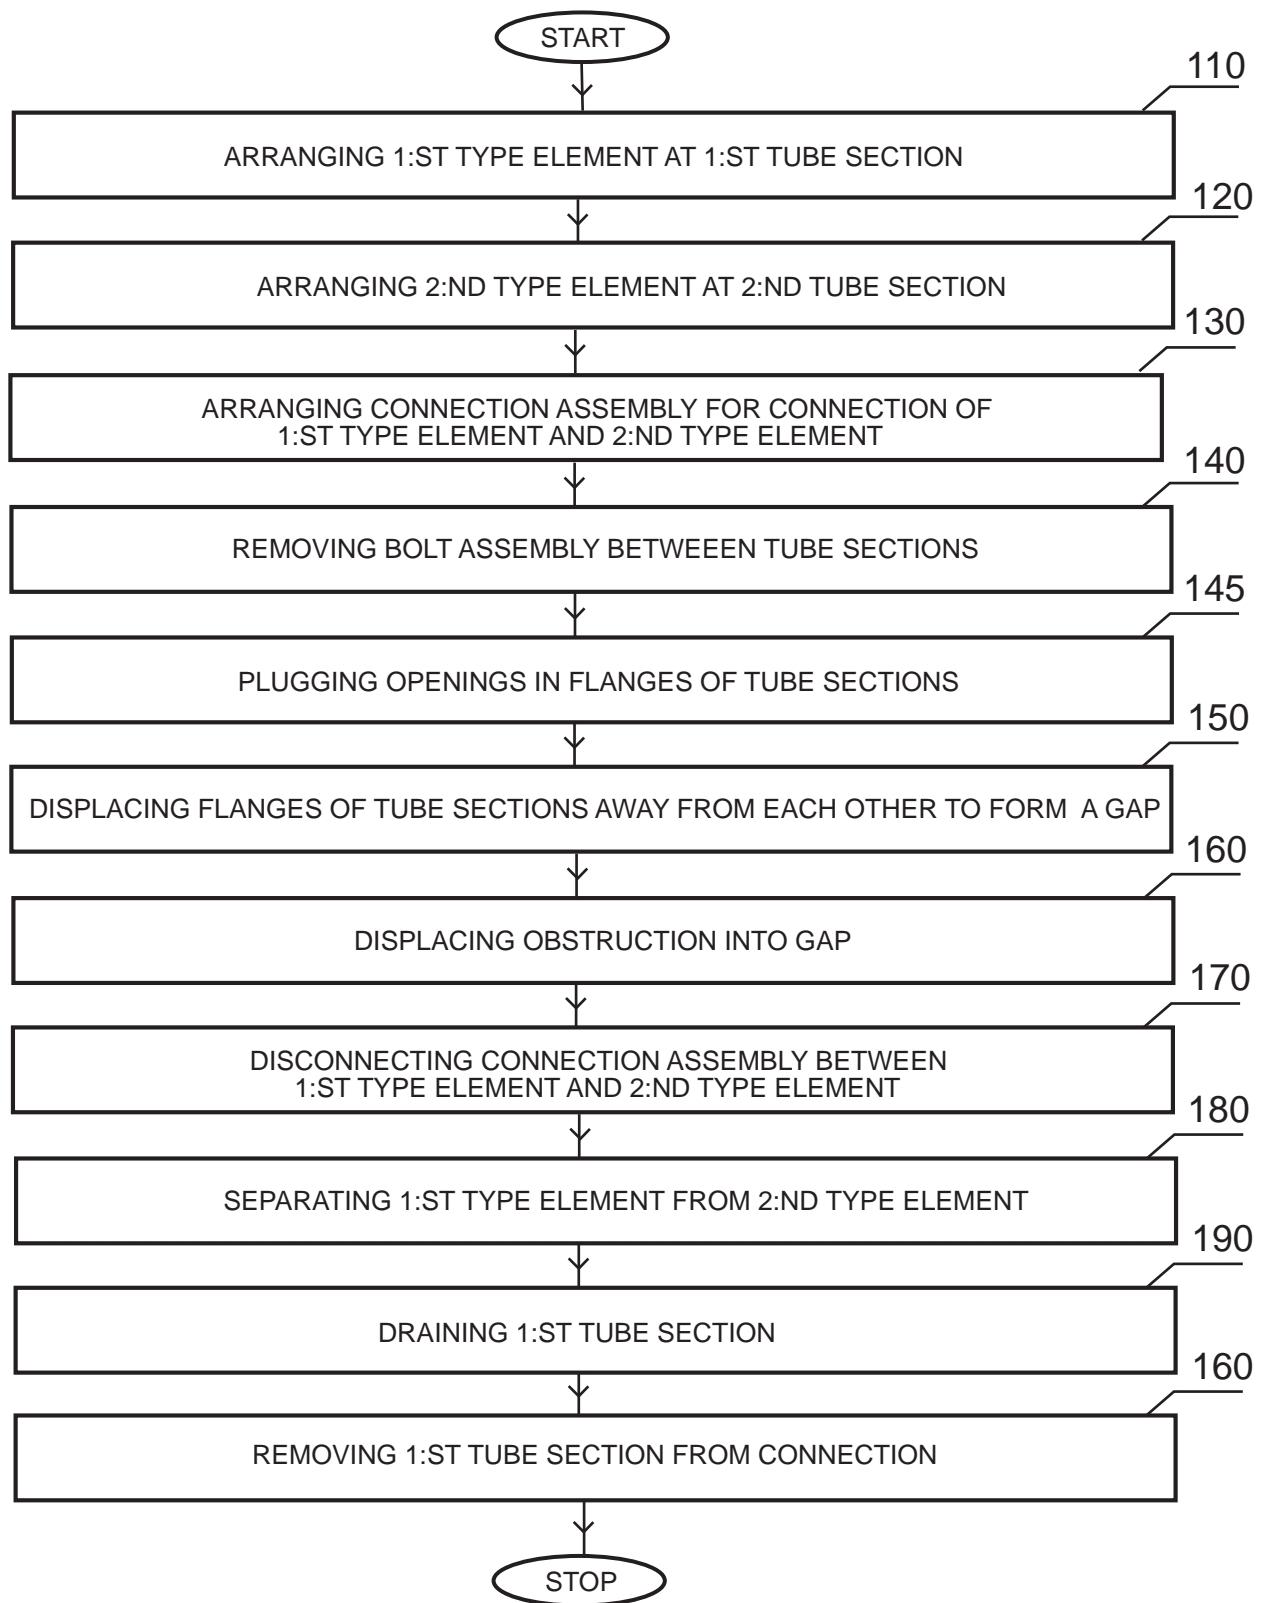 START
110
ARRANGING 1:ST TYPE ELEMENT AT 1:ST TUBE SECTION
120
ARRANGING 2:ND TYPE ELEMENT AT 2:ND TUBE SECTION
130
ARRANGING CONNECTION ASSEMBLY FOR CONNECTION OF
1:ST TYPE ELEMENT AND 2:ND TYPE ELEMENT
140
REMOVING BOLT ASSEMBLY BETWEEEN TUBE SECTIONS
145
PLUGGING OPENINGS IN FLANGES OF TUBE SECTIONS
150
DISPLACING FLANGES OF TUBE SECTIONS AWAY FROM EACH OTHER TO FORM A GAP
160
DISPLACING OBSTRUCTION INTO GAP
170
DISCONNECTING CONNECTION ASSEMBLY BETWEEN
1:ST TYPE ELEMENT AND 2:ND TYPE ELEMENT
180
SEPARATING 1:ST TYPE ELEMENT FROM 2:ND TYPE ELEMENT
190
DRAINING 1:ST TUBE SECTION
160
REMOVING 1:ST TUBE SECTION FROM CONNECTION
STOP